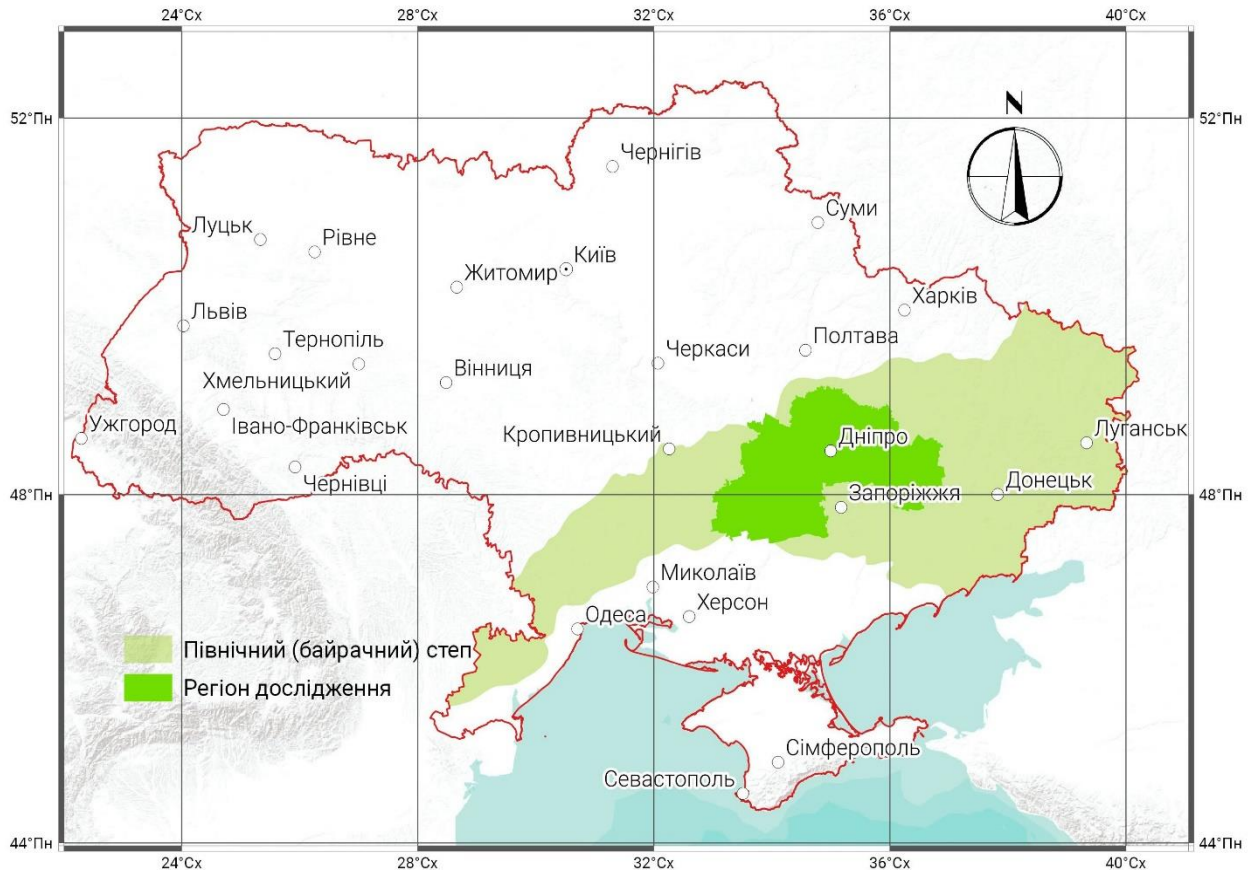 24°Сх
28°Сх
32°Сх
36°Сх
40°Сх
N
52°Пн
52°Пн
Чернігів
Суми
Луцьк
Рівне
Київ
Житомир
Харків
Львів
Тернопіль
Полтава
Черкаси
Хмельницький
Вінниця
Ужгород
Івано-Франківськ
Кропивницький
Дніпро
Луганськ
Чернівці
48°Пн
Запоріжжя
Донецьк
48°Пн
Миколаїв
Херсон
Одеса
Північний (байрачний) степ
Регіон дослідження
Сімферополь
Севастополь
44°Пн
44°Пн
24°Сх
28°Сх
32°Сх
36°Сх
40°Сх